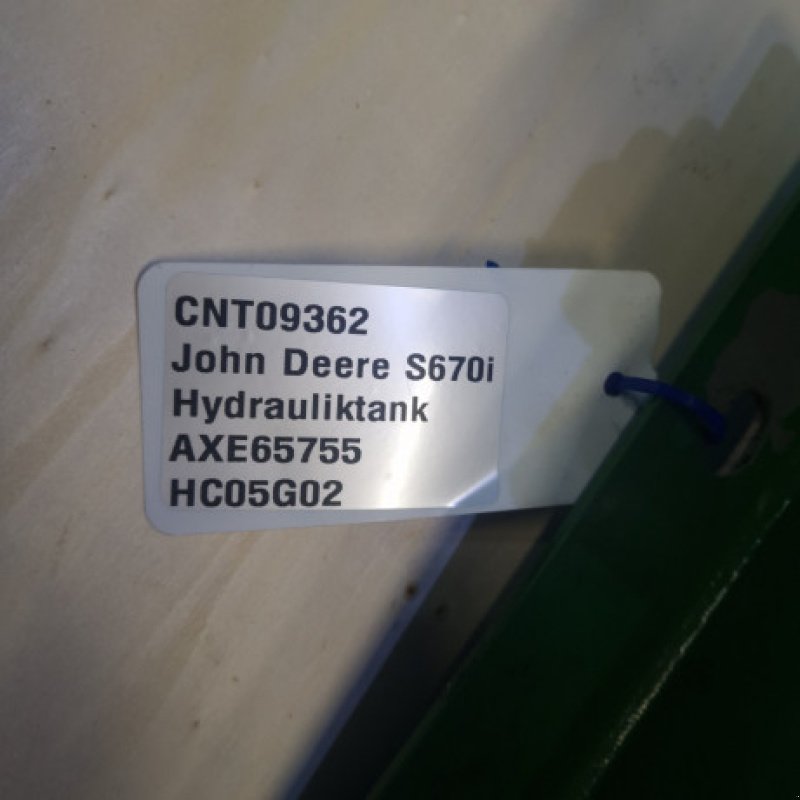 CNT09362
John Deere S670i
Hydrauliktank
AXE65755
HC05G02